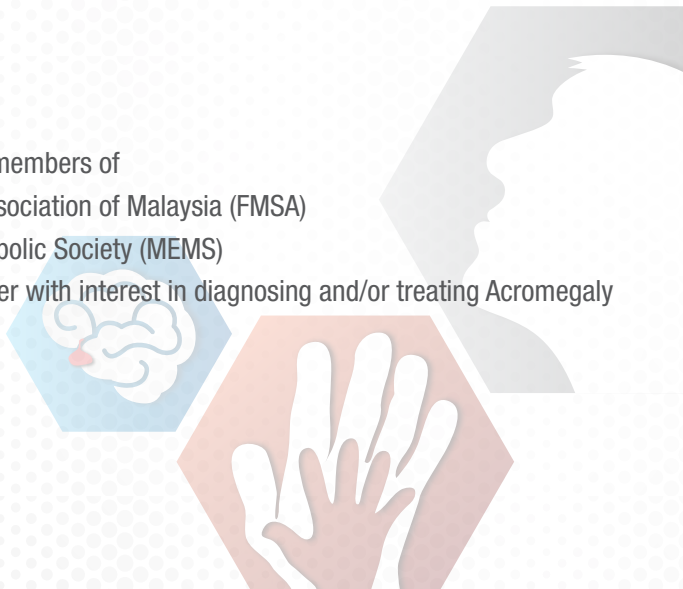 members of
sociation of Malaysia (FMSA)
bolic Society (MEMS)
er with interest in diagnosing and/or treating Acromegaly